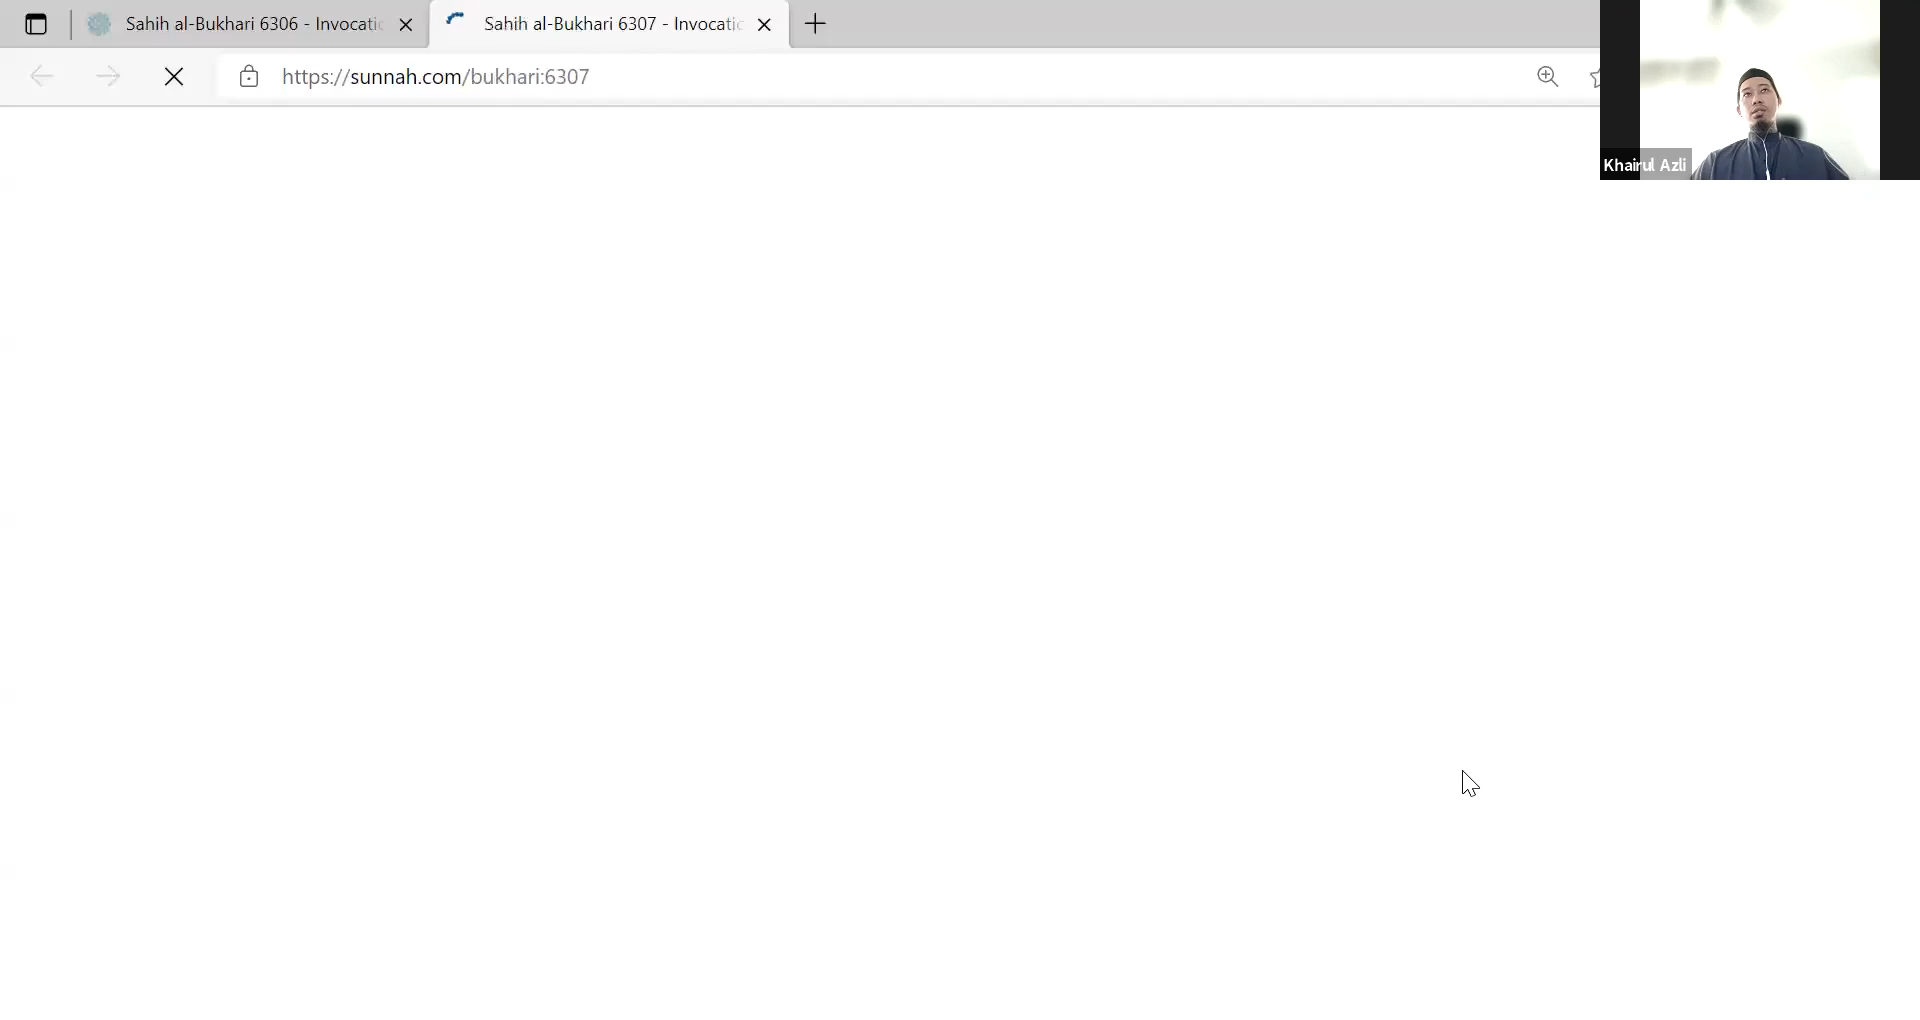 Sahih al-Bukhari 6306 - Invocatic
Sahih al-Bukhari 6307 - Invocatic
https://sunnah.com/bukhari:6307
Khairul Azli